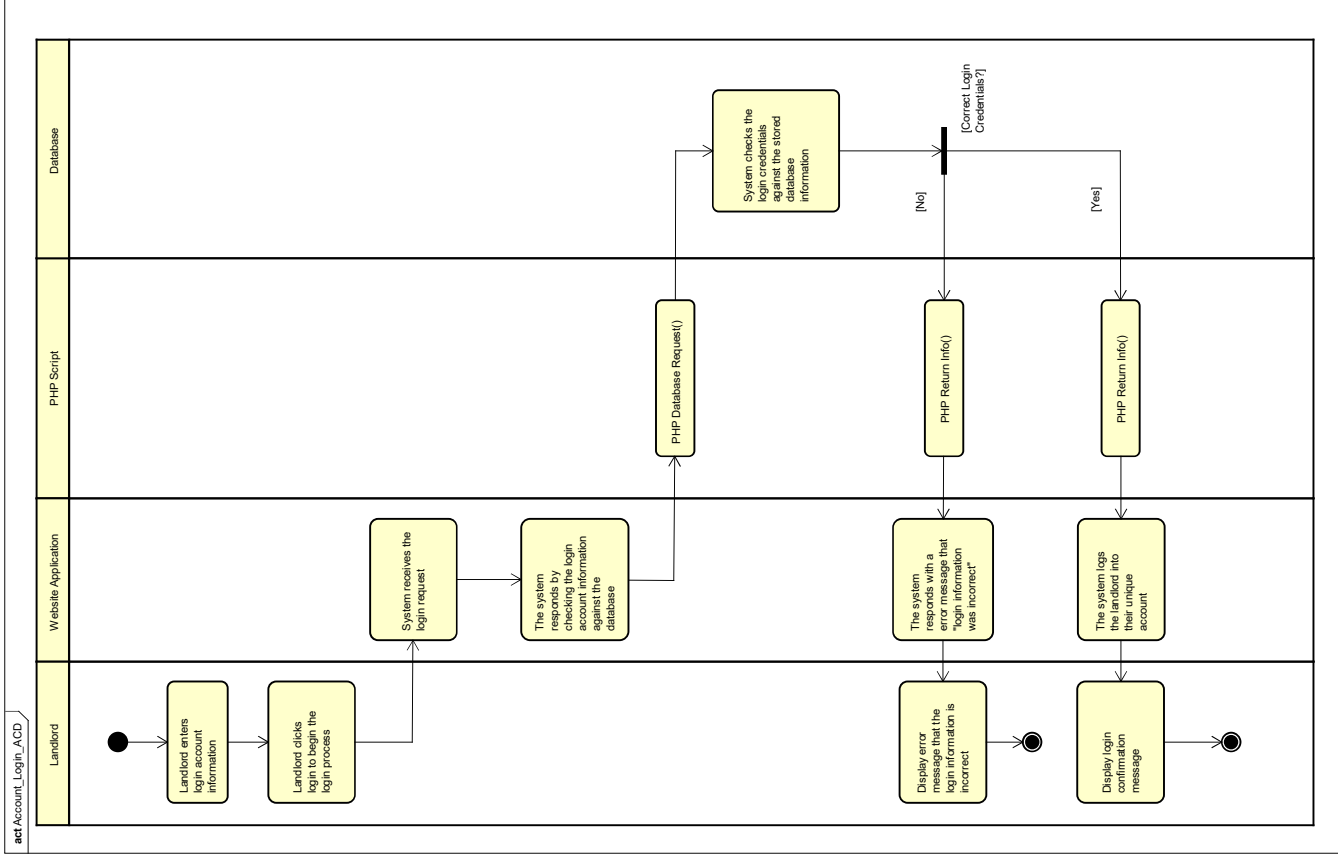 act Account_Login_ACD
Landlord
Website Application
PHP Script
Database
Landlord enters
login account
information
Landlord clicks
login to begin the
login process
System receives the
login request
The system
responds by
checking the login
account information
against the
database
PHP Database Request()
System checks the
login credentials
against the stored
database
information
[Correct Login
Credentials?]
[No]
[Yes]
PHP Return Info()
PHP Return Info()
The system
responds with a
error message that
"login information
was incorrect"
The system logs
the landlord into
their unique
account
Display error
message that the
login information is
incorrect
Display login
confirmation
message